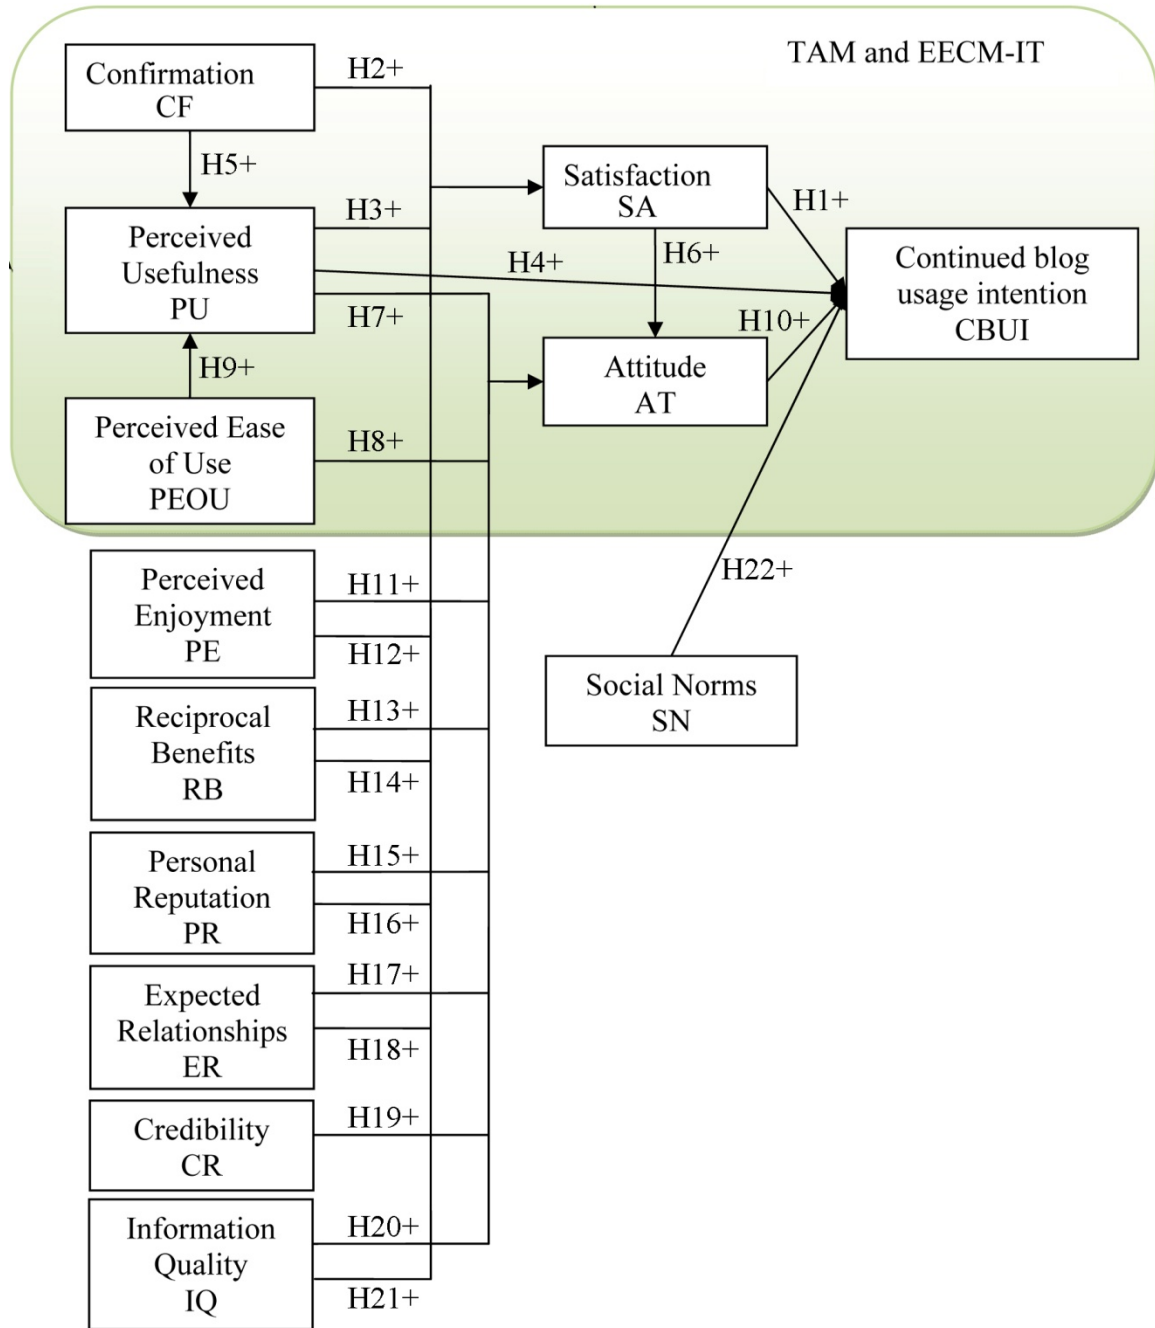 TAM and EECM-IT
Confirmation
CF
H2+
H5+
Satisfaction
SA
H1+
Perceived
Usefulness
PU
H3+
H4+
H7+
H6+
Continued blog
usage intention
CBUI
H10+
Attitude
AT
H9+
Perceived Ease
of Use
PEOU
H8+
Perceived
Enjoyment
PE
H11+
H12+
H22+
Social Norms
SN
Reciprocal
Benefits
RB
H13+
H14+
Personal
Reputation
PR
H15+
H16+
Expected
Relationships
ER
H17+
H18+
Credibility
CR
H19+
Information
Quality
IQ
H20+
H21+